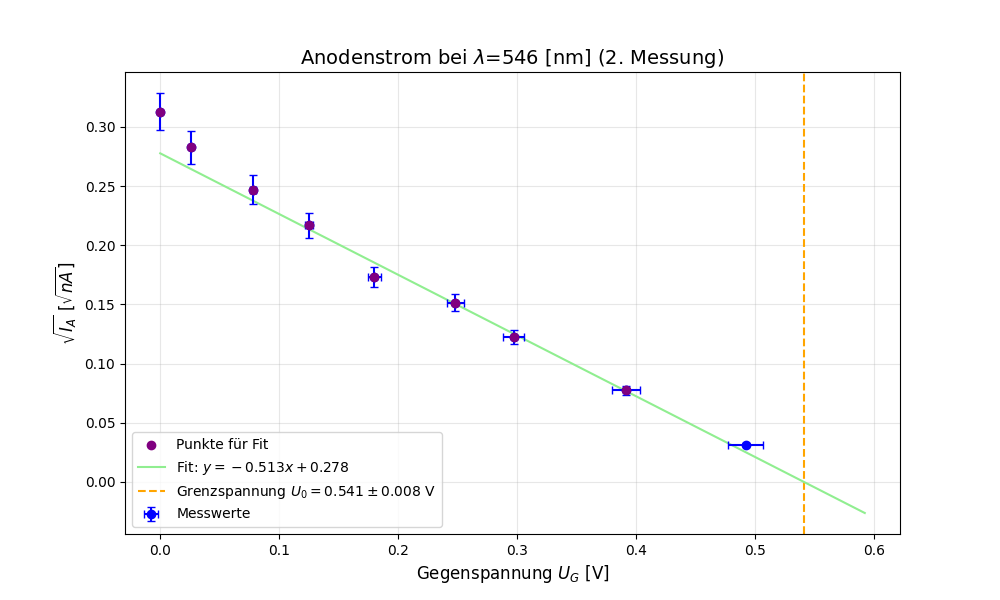 Anodenstrom bei λ=546 [nm] (2. Messung)
√I_A [√nA]
0.30
0.25
0.20
0.15
0.10
0.05
0.00
Punkte für Fit
Fit: y = −0.513x + 0.278
Grenzspannung U_0 = 0.541 ± 0.008 V
Messwerte
0.0 0.1 0.2 0.3 0.4 0.5 0.6
Gegenspannung U_G [V]